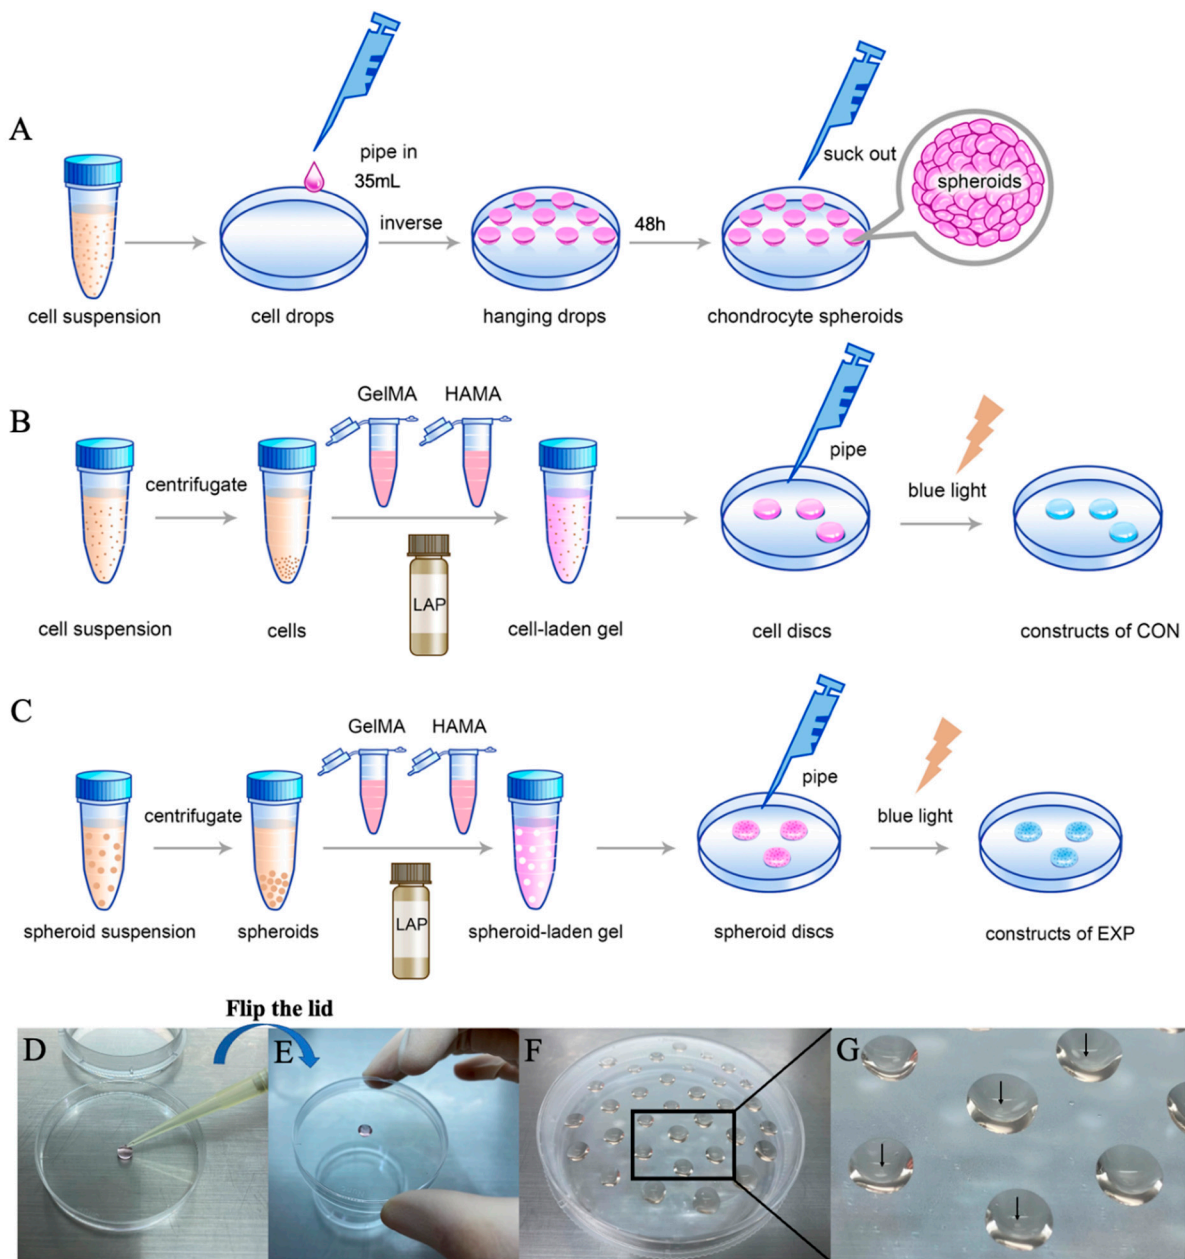 A
pipe in
35mL
inverse
48h
suck out
spheroids
cell suspension
cell drops
hanging drops
chondrocyte spheroids
B
GelMA
HAMA
centrifugate
LAP
pipe
blue light
cell suspension
cells
cell-laden gel
cell discs
constructs of CON
C
GelMA
HAMA
centrifugate
LAP
pipe
blue light
spheroid suspension
spheroids
spheroid-laden gel
spheroid discs
constructs of EXP
Flip the lid
D
E
F
G